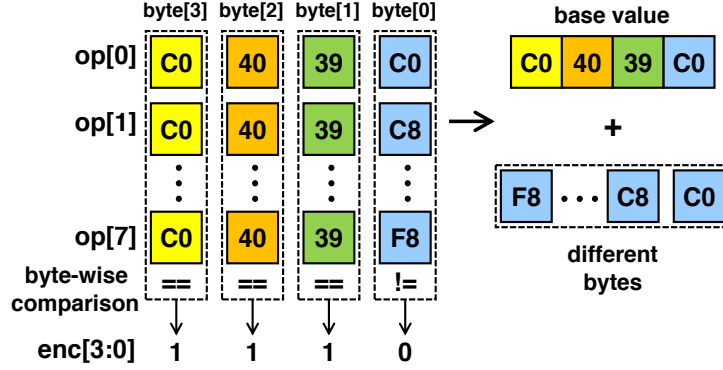 byte[3] byte[2] byte[1] byte[0]
base value
op[0] C0 40 39 C0
C0 40 39 C0
op[1] C0 40 39 C8
+
F8 ••• C8 C0
op[7] C0 40 39 F8
different
bytes
byte-wise
comparison
== == == !=
enc[3:0] 1 1 1 0